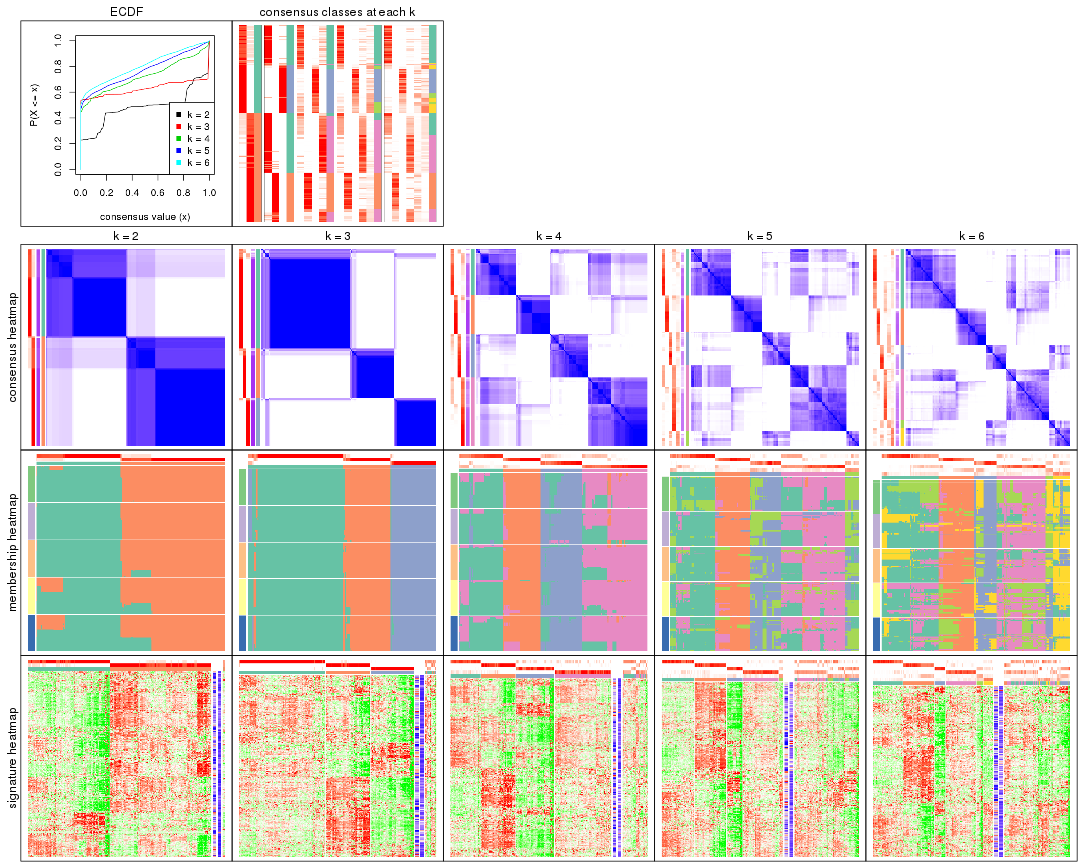 ECDF
consensus classes at each k
P(X <= x)
0.0
0.2
0.4
0.6
0.8
1.0
k = 2
k = 3
k = 4
k = 5
k = 6
0.0 0.2 0.4 0.6 0.8 1.0
consensus value (x)
k = 2
k = 3
k = 4
k = 5
k = 6
consensus heatmap
membership heatmap
signature heatmap